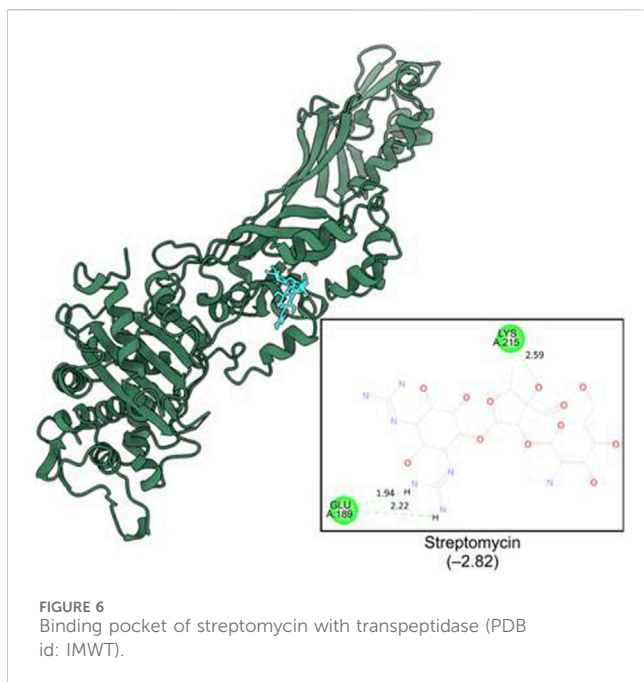 LYS
A:215
2.59
N
N
O
O
O
O
O
N
O
O
O
O
O
O
O
O
N
N
H
N
N
H
O
O
1.94
2.22
GLU
A:189
Streptomycin
(−2.82)
FIGURE 6
Binding pocket of streptomycin with transpeptidase (PDB
id: IMWT).